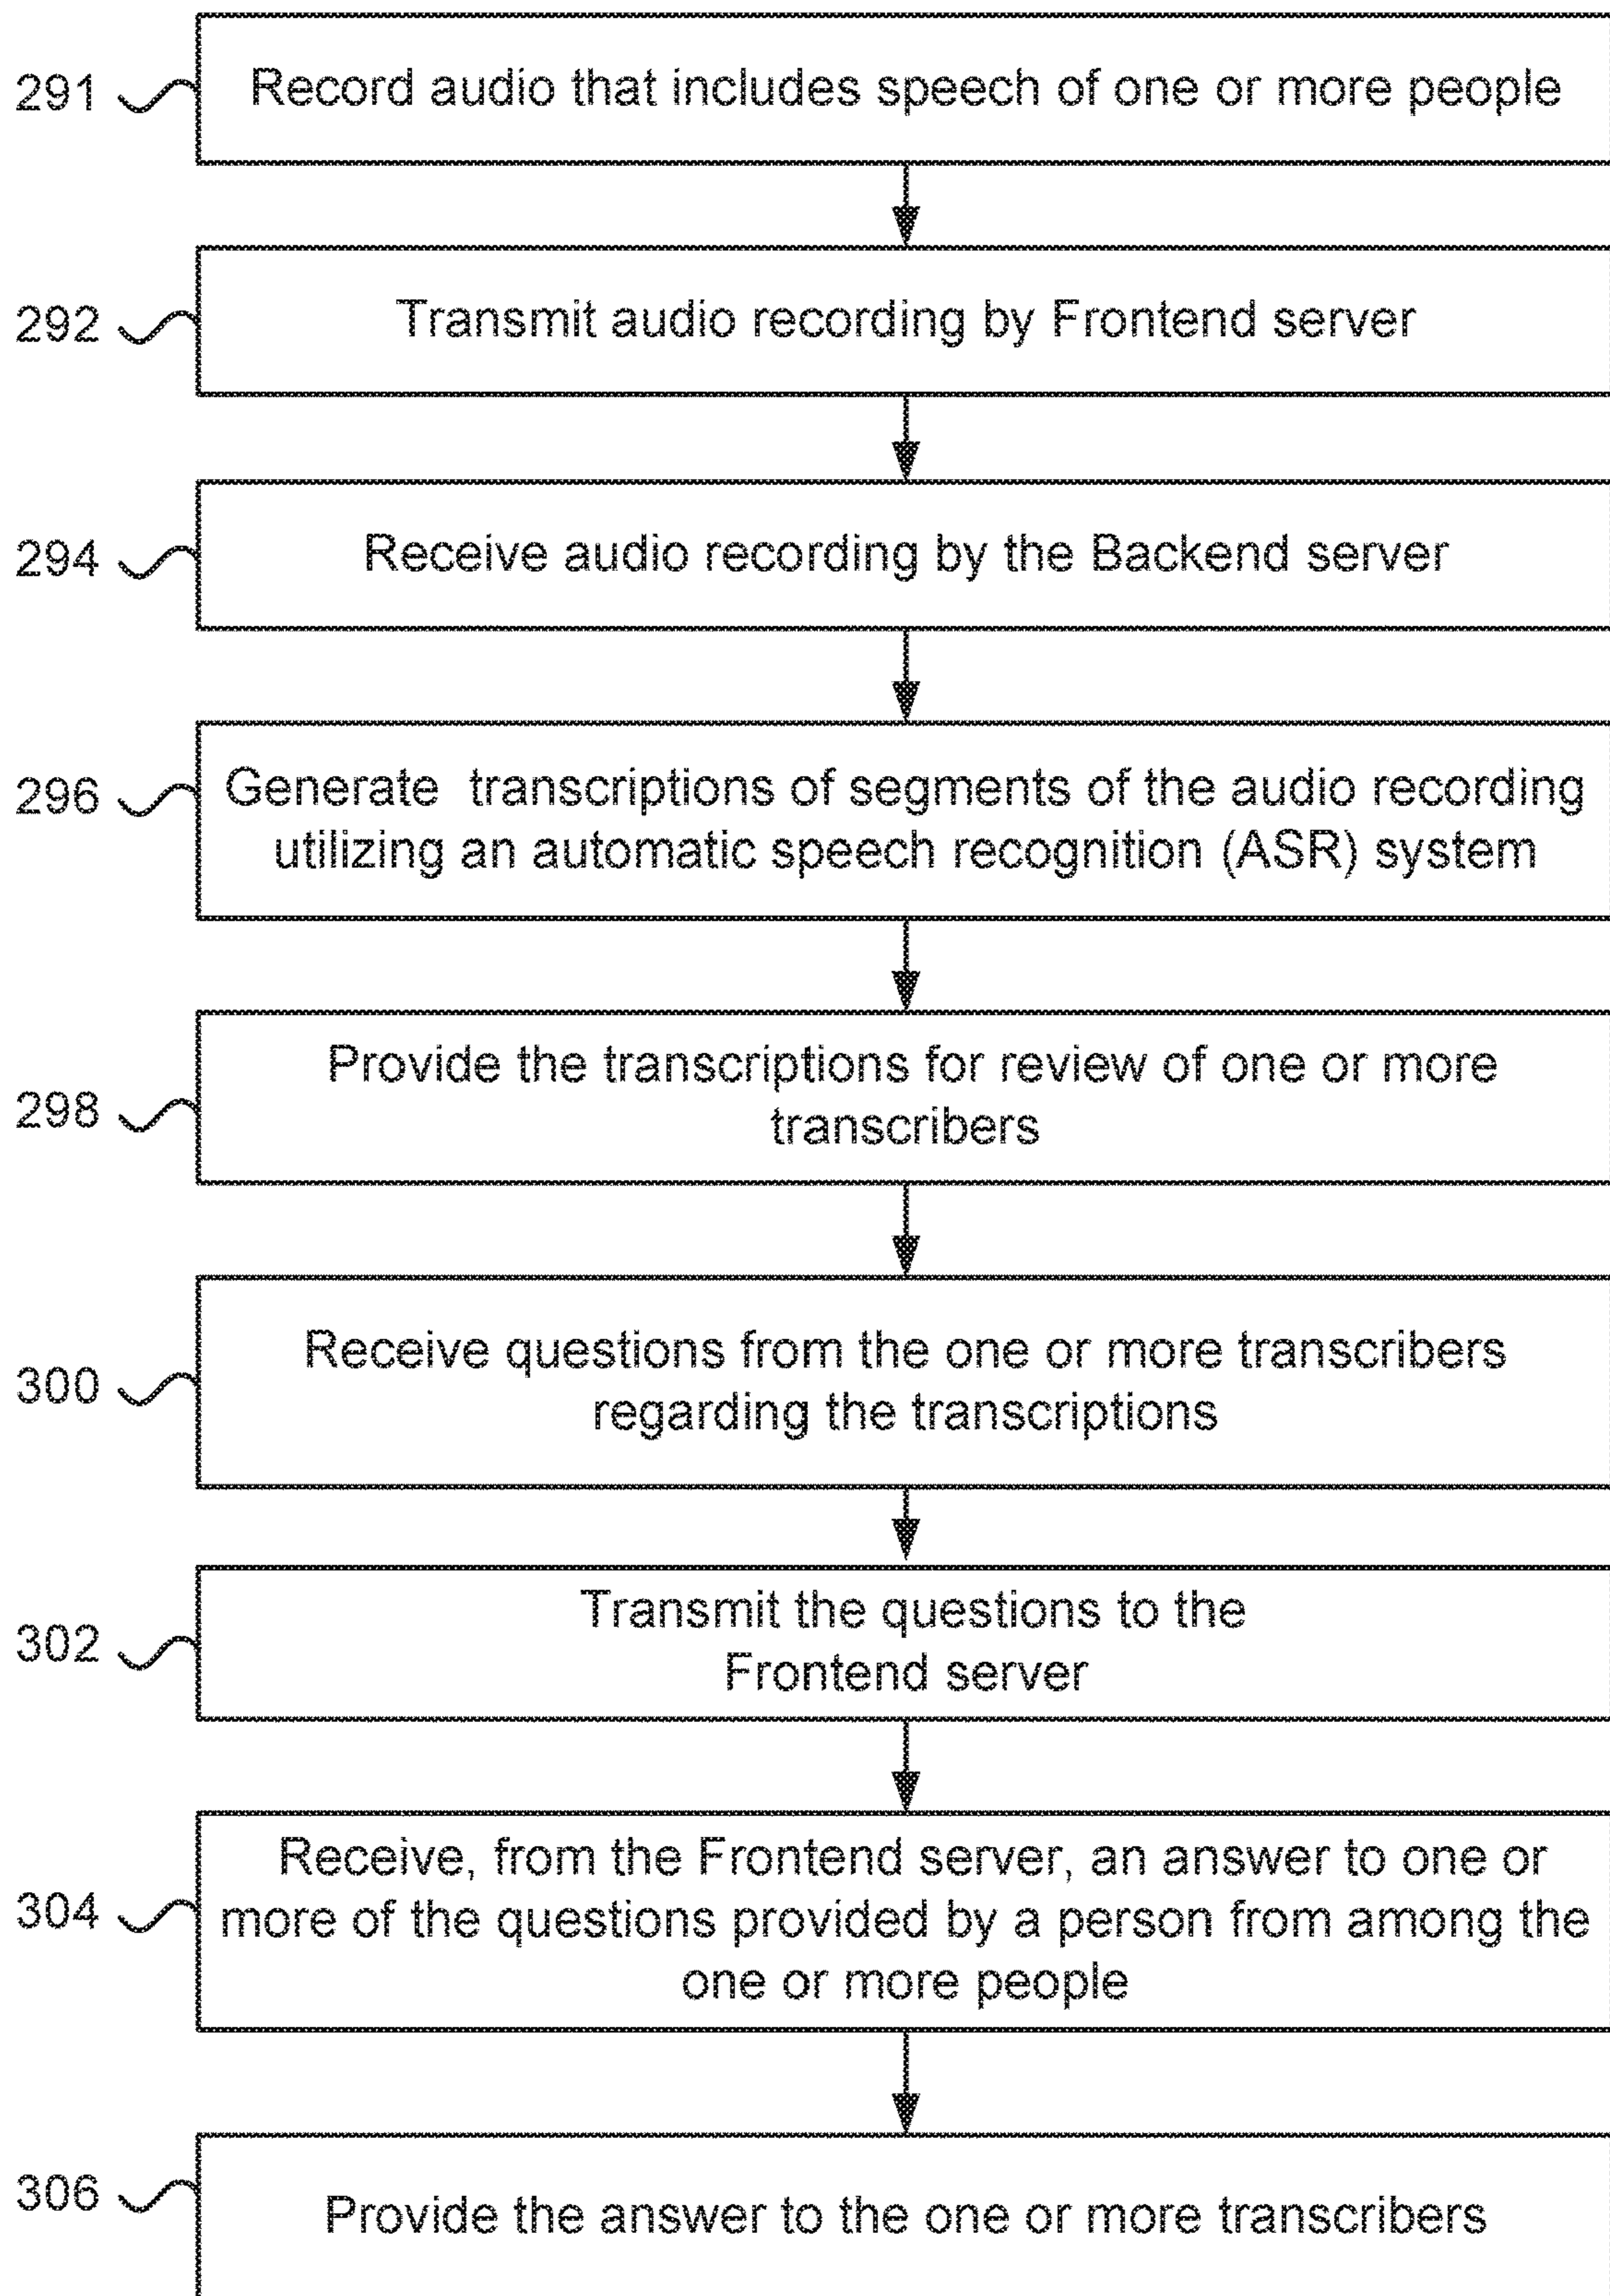 291 Record audio that includes speech of one or more people
292 Transmit audio recording by Frontend server
294 Receive audio recording by the Backend server
296 Generate transcriptions of segments of the audio recording
utilizing an automatic speech recognition (ASR) system
298 Provide the transcriptions for review of one or more
transcribers
300 Receive questions from the one or more transcribers
regarding the transcriptions
302 Transmit the questions to the
Frontend server
304 Receive, from the Frontend server, an answer to one or
more of the questions provided by a person from among the
one or more people
306 Provide the answer to the one or more transcribers